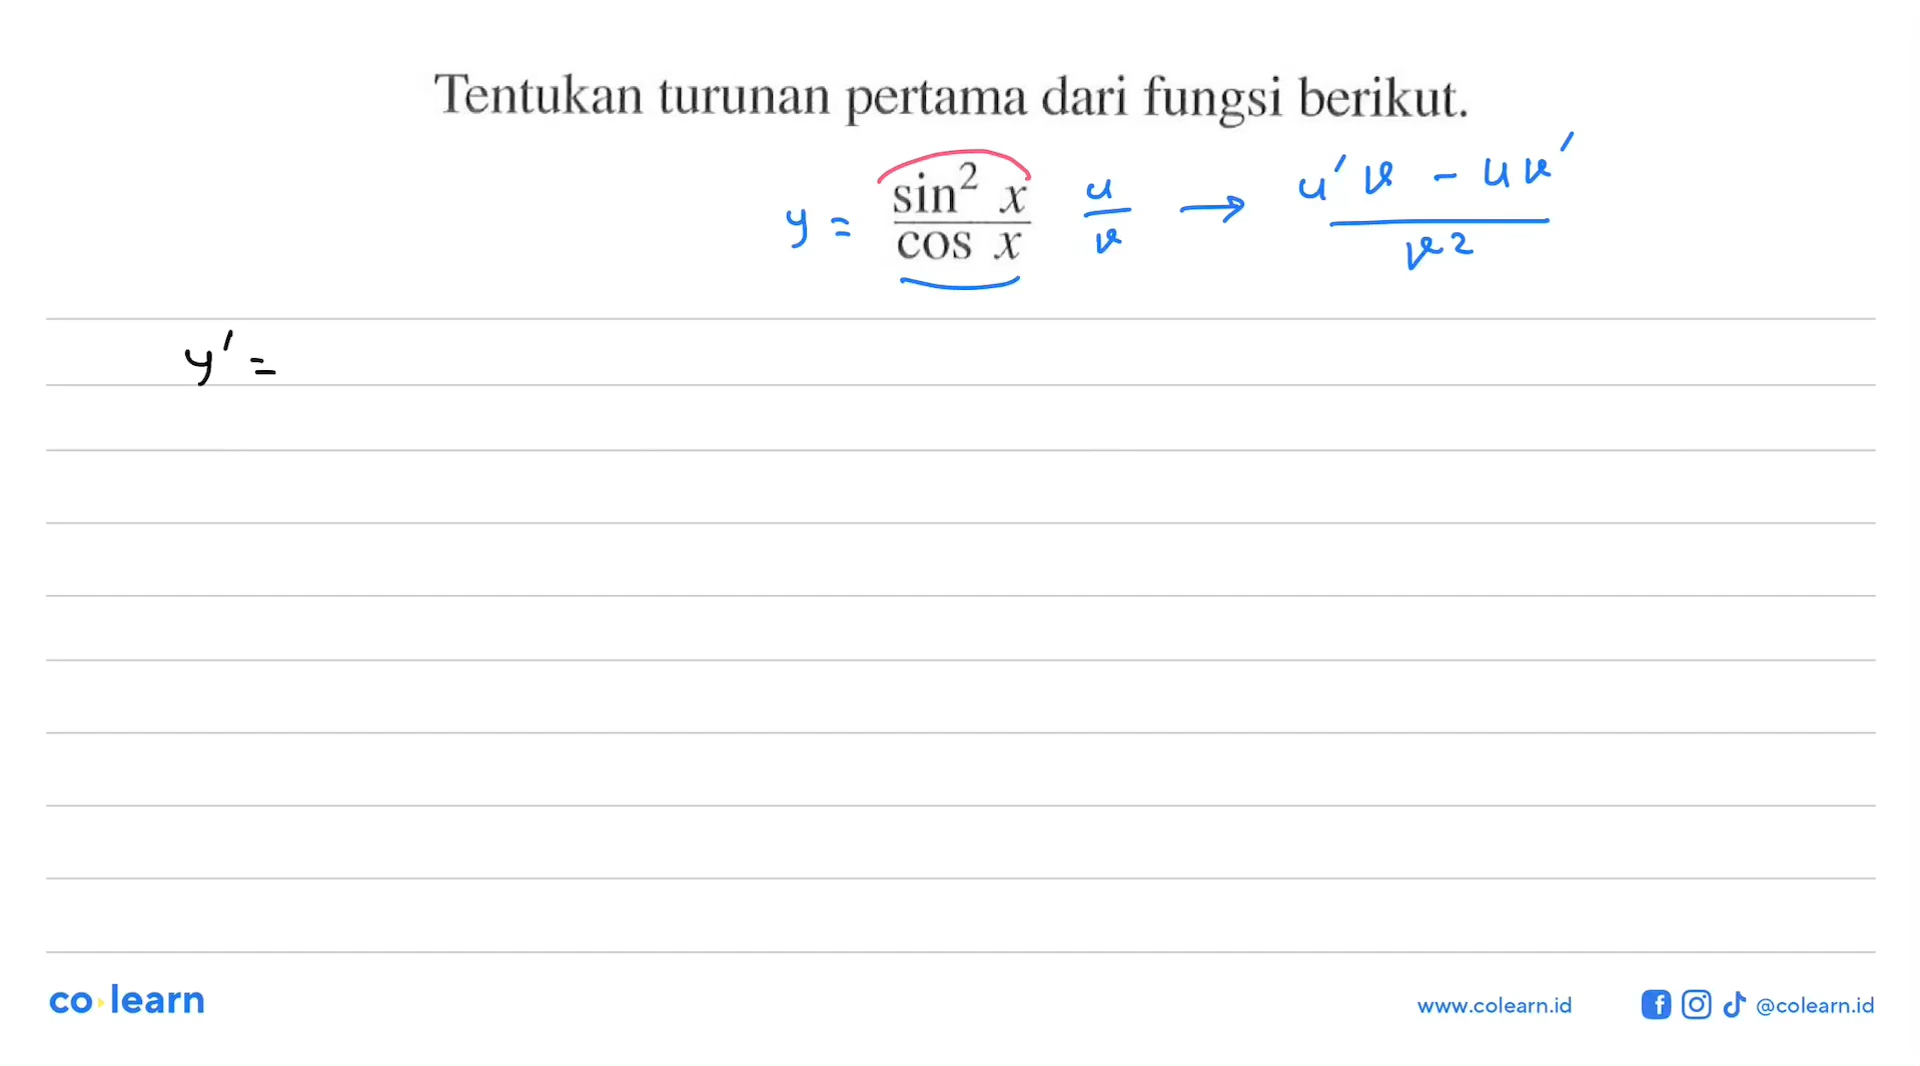 Tentukan turunan pertama dari fungsi berikut.
y = sin² x / cos x u/v → u'v - uv' / v²
y' =
co learn
www.colearn.id @colearn.id